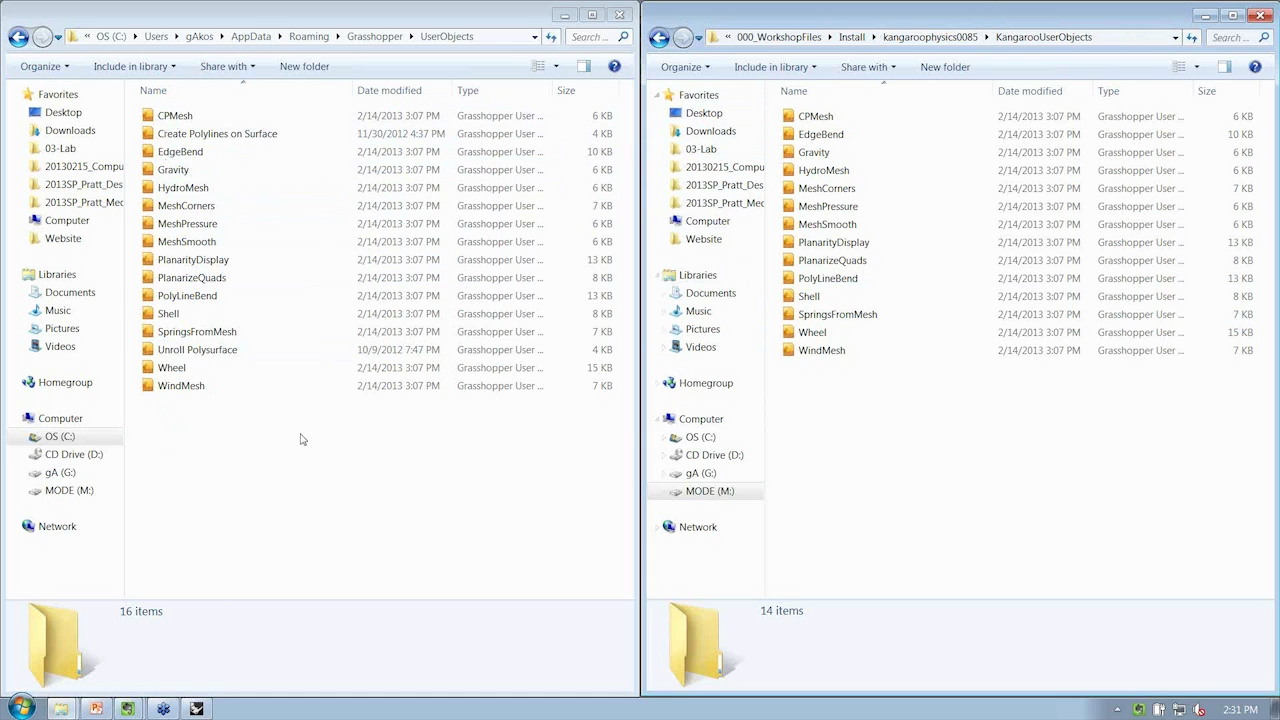 « OS (C:) Users gAkos AppData Roaming Grasshopper UserObjects Search ...
Organize Include in library Share with New folder
Favorites
Desktop
Downloads
03-Lab
20130215_Compu
2013SP_Pratt_Des
2013SP_Pratt_Med
Computer
Website
Libraries
Documents
Music
Pictures
Videos
Homegroup
Computer
OS (C:)
CD Drive (D:)
gA (G:)
MODE (M:)
Network
Name Date modified Type Size
CPMesh 2/14/2013 3:07 PM Grasshopper User ... 6 KB
Create Polylines on Surface 11/30/2012 4:37 PM Grasshopper User ... 4 KB
EdgeBend 2/14/2013 3:07 PM Grasshopper User ... 10 KB
Gravity 2/14/2013 3:07 PM Grasshopper User ... 6 KB
HydroMesh 2/14/2013 3:07 PM Grasshopper User ... 6 KB
MeshCorners 2/14/2013 3:07 PM Grasshopper User ... 7 KB
MeshPressure 2/14/2013 3:07 PM Grasshopper User ... 6 KB
MeshSmooth 2/14/2013 3:07 PM Grasshopper User ... 6 KB
PlanarityDisplay 2/14/2013 3:07 PM Grasshopper User ... 13 KB
PlanarizeQuads 2/14/2013 3:07 PM Grasshopper User ... 8 KB
PolyLineBend 2/14/2013 3:07 PM Grasshopper User ... 13 KB
Shell 2/14/2013 3:07 PM Grasshopper User ... 8 KB
SpringsFromMesh 2/14/2013 3:07 PM Grasshopper User ... 7 KB
Unroll Polysurface 10/9/2012 7:47 PM Grasshopper User ... 4 KB
Wheel 2/14/2013 3:07 PM Grasshopper User ... 15 KB
WindMesh 2/14/2013 3:07 PM Grasshopper User ... 7 KB
16 items
« 000_WorkshopFiles Install kangaroophysics0085 KangarooUserObjects Search ...
Organize Include in library Share with New folder
Favorites
Desktop
Downloads
03-Lab
20130215_Compu
2013SP_Pratt_Des
2013SP_Pratt_Med
Computer
Website
Libraries
Documents
Music
Pictures
Videos
Homegroup
Computer
OS (C:)
CD Drive (D:)
gA (G:)
MODE (M:)
Network
Name Date modified Type Size
CPMesh 2/14/2013 3:07 PM Grasshopper User ... 6 KB
EdgeBend 2/14/2013 3:07 PM Grasshopper User ... 10 KB
Gravity 2/14/2013 3:07 PM Grasshopper User ... 6 KB
HydroMesh 2/14/2013 3:07 PM Grasshopper User ... 6 KB
MeshCorners 2/14/2013 3:07 PM Grasshopper User ... 7 KB
MeshPressure 2/14/2013 3:07 PM Grasshopper User ... 6 KB
MeshSmooth 2/14/2013 3:07 PM Grasshopper User ... 6 KB
PlanarityDisplay 2/14/2013 3:07 PM Grasshopper User ... 13 KB
PlanarizeQuads 2/14/2013 3:07 PM Grasshopper User ... 8 KB
PolyLineBend 2/14/2013 3:07 PM Grasshopper User ... 13 KB
Shell 2/14/2013 3:07 PM Grasshopper User ... 8 KB
SpringsFromMesh 2/14/2013 3:07 PM Grasshopper User ... 7 KB
Wheel 2/14/2013 3:07 PM Grasshopper User ... 15 KB
WindMesh 2/14/2013 3:07 PM Grasshopper User ... 7 KB
14 items
2:31 PM